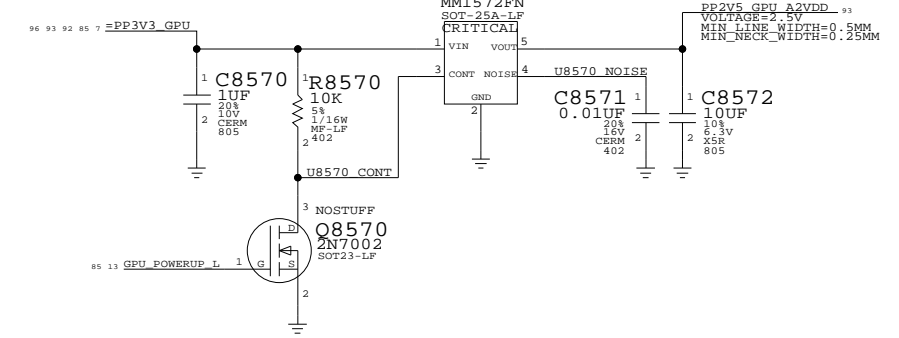 MM1572FN
SOT-25A-LF
CRITICAL
PP2V5_GPU_A2VDD 93
VOLTAGE=2.5V
MIN_LINE_WIDTH=0.5MM
MIN_NECK_WIDTH=0.25MM
96 93 92 85 7 =PP3V3_GPU
1 VIN
VOUT 5
3 CONT
NOISE 4
U8570_NOISE
GND
2
1 C8570
1UF
20%
10V
2 CERM
805
1 R8570
10K
5%
1/16W
MF-LF
402
2
C8571 1
0.01UF
20%
16V 2
CERM
402
1 C8572
10UF
10%
2 6.3V
X5R
805
U8570_CONT
3 NOSTUFF
D Q8570
2N7002
SOT23-LF
85 13 GPU_POWERUP_L 1 G S
2